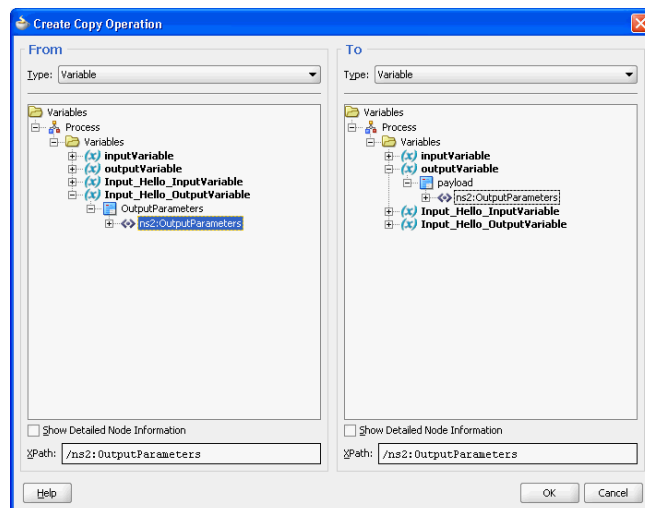 Create Copy Operation
From
Type: Variable
Variables
Process
Variables
(x) inputVariable
(x) outputVariable
(x) Input_Hello_InputVariable
(x) Input_Hello_OutputVariable
OutputParameters
ns2:OutputParameters
Show Detailed Node Information
XPath: /ns2:OutputParameters
To
Type: Variable
Variables
Process
Variables
(x) inputVariable
(x) outputVariable
payload
ns2:OutputParameters
(x) Input_Hello_InputVariable
(x) Input_Hello_OutputVariable
Show Detailed Node Information
XPath: /ns2:OutputParameters
Help
OK
Cancel